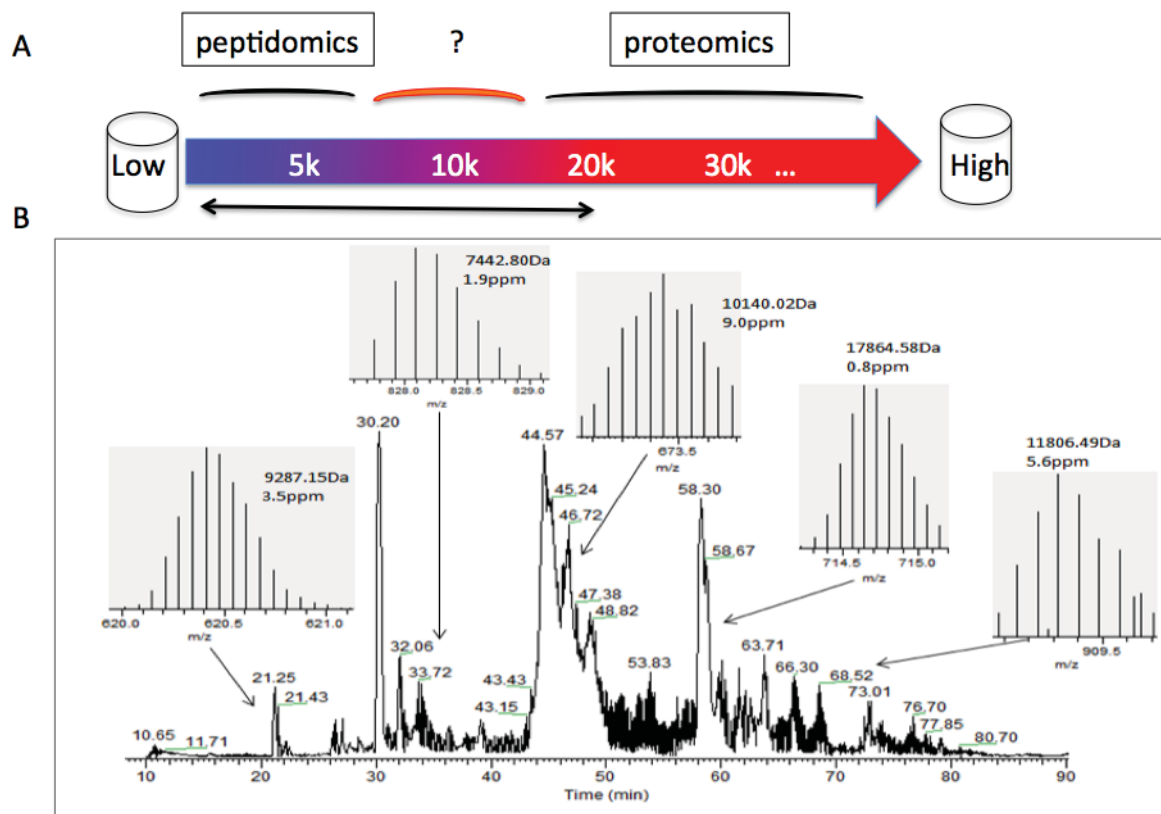 A
peptidomics
?
proteomics
Low
5k
10k
20k
30k ...
High
B
7442.80Da
1.9ppm
828.0
828.5
829.0
m/z
10140.02Da
9.0ppm
673.5
m/z
17864.58Da
0.8ppm
714.5
715.0
m/z
11806.49Da
5.6ppm
909.5
m/z
9287.15Da
3.5ppm
620.0
620.5
621.0
m/z
30.20
44.57
45.24
46.72
58.30
58.67
47.38
48.82
32.06
33.72
63.71
66.30
68.52
53.83
21.25
21.43
43.43
43.15
73.01
76.70
77.85
10.65
11.71
80.70
10
20
30
40
50
60
70
80
90
Time (min)